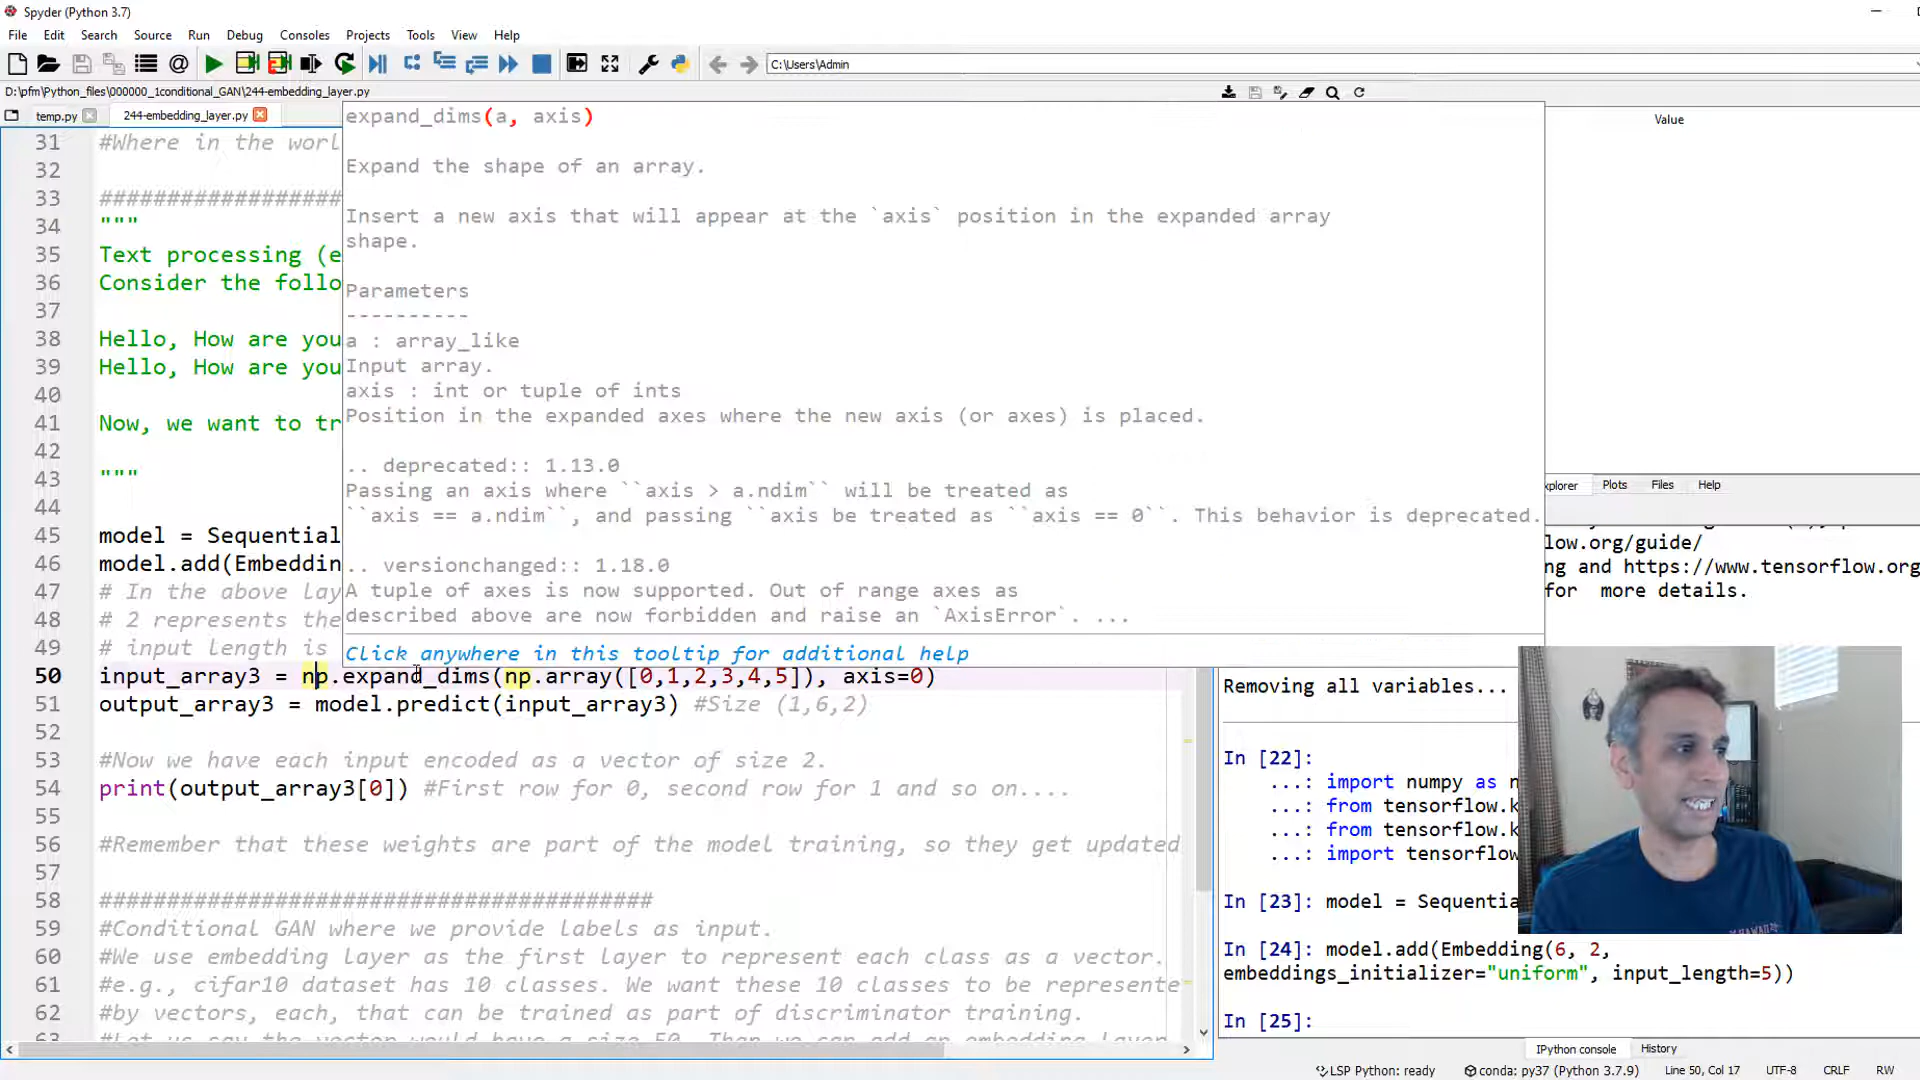 Spyder (Python 3.7)
File Edit Search Source Run Debug Consoles Projects Tools View Help
C:\Users\Admin
D:\pfm\Python_files\000000_1conditional_GAN\244-embedding_layer.py
temp.py 244-embedding_layer.py
Value
expand_dims(a, axis)
Expand the shape of an array.
Insert a new axis that will appear at the `axis` position in the expanded array
shape.
Parameters
----------
a : array_like
Input array.
axis : int or tuple of ints
Position in the expanded axes where the new axis (or axes) is placed.
.. deprecated:: 1.13.0
Passing an axis where ``axis > a.ndim`` will be treated as
``axis == a.ndim``, and passing ``axis be treated as ``axis == 0``. This behavior is deprecated.
.. versionchanged:: 1.18.0
A tuple of axes is now supported. Out of range axes as
described above are now forbidden and raise an `AxisError`. ...
Click anywhere in this tooltip for additional help
31 #Where in the worl
32
33 ##################
34 """
35 Text processing (e
36 Consider the follo
37
38 Hello, How are you
39 Hello, How are you
40
41 Now, we want to tr
42
43 """
44
45 model = Sequential
46 model.add(Embeddin
47 # In the above lay
48 # 2 represents the
49 # input length is
50 input_array3 = np.expand_dims(np.array([0,1,2,3,4,5]), axis=0)
51 output_array3 = model.predict(input_array3) #Size (1,6,2)
52
53 #Now we have each input encoded as a vector of size 2.
54 print(output_array3[0]) #First row for 0, second row for 1 and so on....
55
56 #Remember that these weights are part of the model training, so they get updated
57
58 #########################################
59 #Conditional GAN where we provide Labels as input.
60 #We use embedding Layer as the first Layer to represent each class as a vector.
61 #e.g., cifar10 dataset has 10 classes. We want these 10 classes to be represente
62 #by vectors, each, that can be trained as part of discriminator training.
63 #Let us say the vector would have a size 50. Then we can add an embedding Layer
xplorer Plots Files Help
low.org/guide/
ing and https://www.tensorflow.org
for more details.
Removing all variables...
In [22]:
...: import numpy as n
...: from tensorflow.k
...: from tensorflow.k
...: import tensorflow
In [23]: model = Sequentia
In [24]: model.add(Embedding(6, 2,
embeddings_initializer="uniform", input_length=5))
In [25]:
IPython console History
LSP Python: ready conda: py37 (Python 3.7.9) Line 50, Col 17 UTF-8 CRLF RW